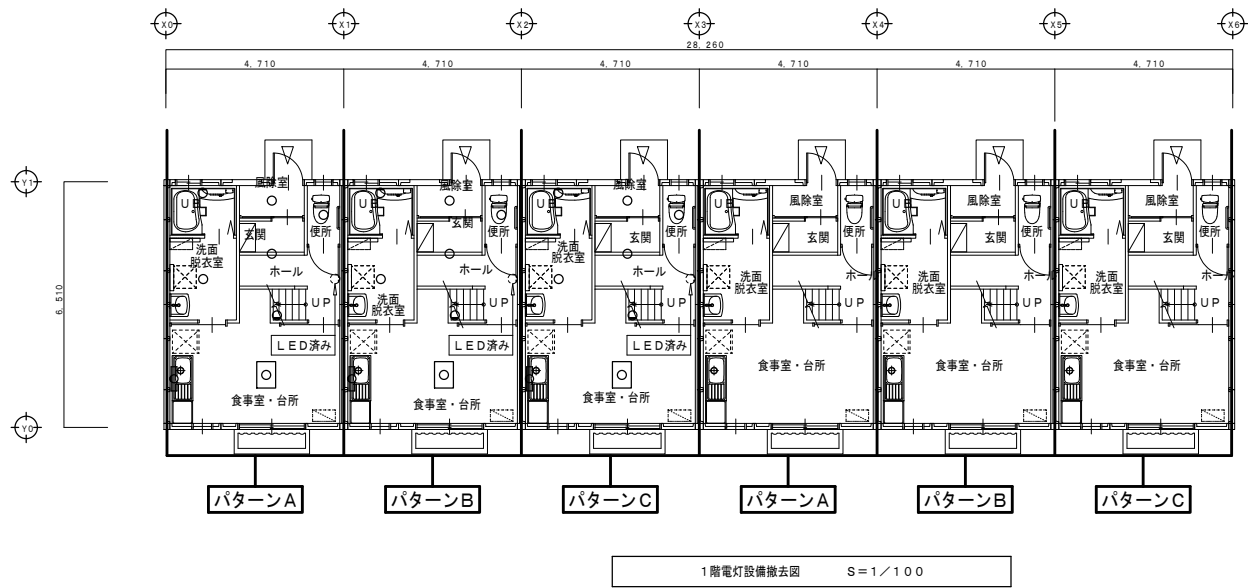 X0 X1 X2 X3 X4 X5 X6
28,260
4,710 4,710 4,710 4,710 4,710 4,710
Y1
風除室 風除室 風除室 風除室 風除室 風除室
UB UB UB UB UB UB
玄関 便所 玄関 便所 玄関 便所 玄関 便所 玄関 便所 玄関 便所
洗面
脱衣室
ホール
洗面
脱衣室
ホール
洗面
脱衣室
ホール
洗面
脱衣室
ホール
洗面
脱衣室
ホール
洗面
脱衣室
ホール
UP UP UP UP UP UP
6,510
LED済み LED済み LED済み
食事室・台所 食事室・台所 食事室・台所 食事室・台所 食事室・台所 食事室・台所
Y0
パターンA パターンB パターンC パターンA パターンB パターンC
1階電灯設備撤去図 S=1/100